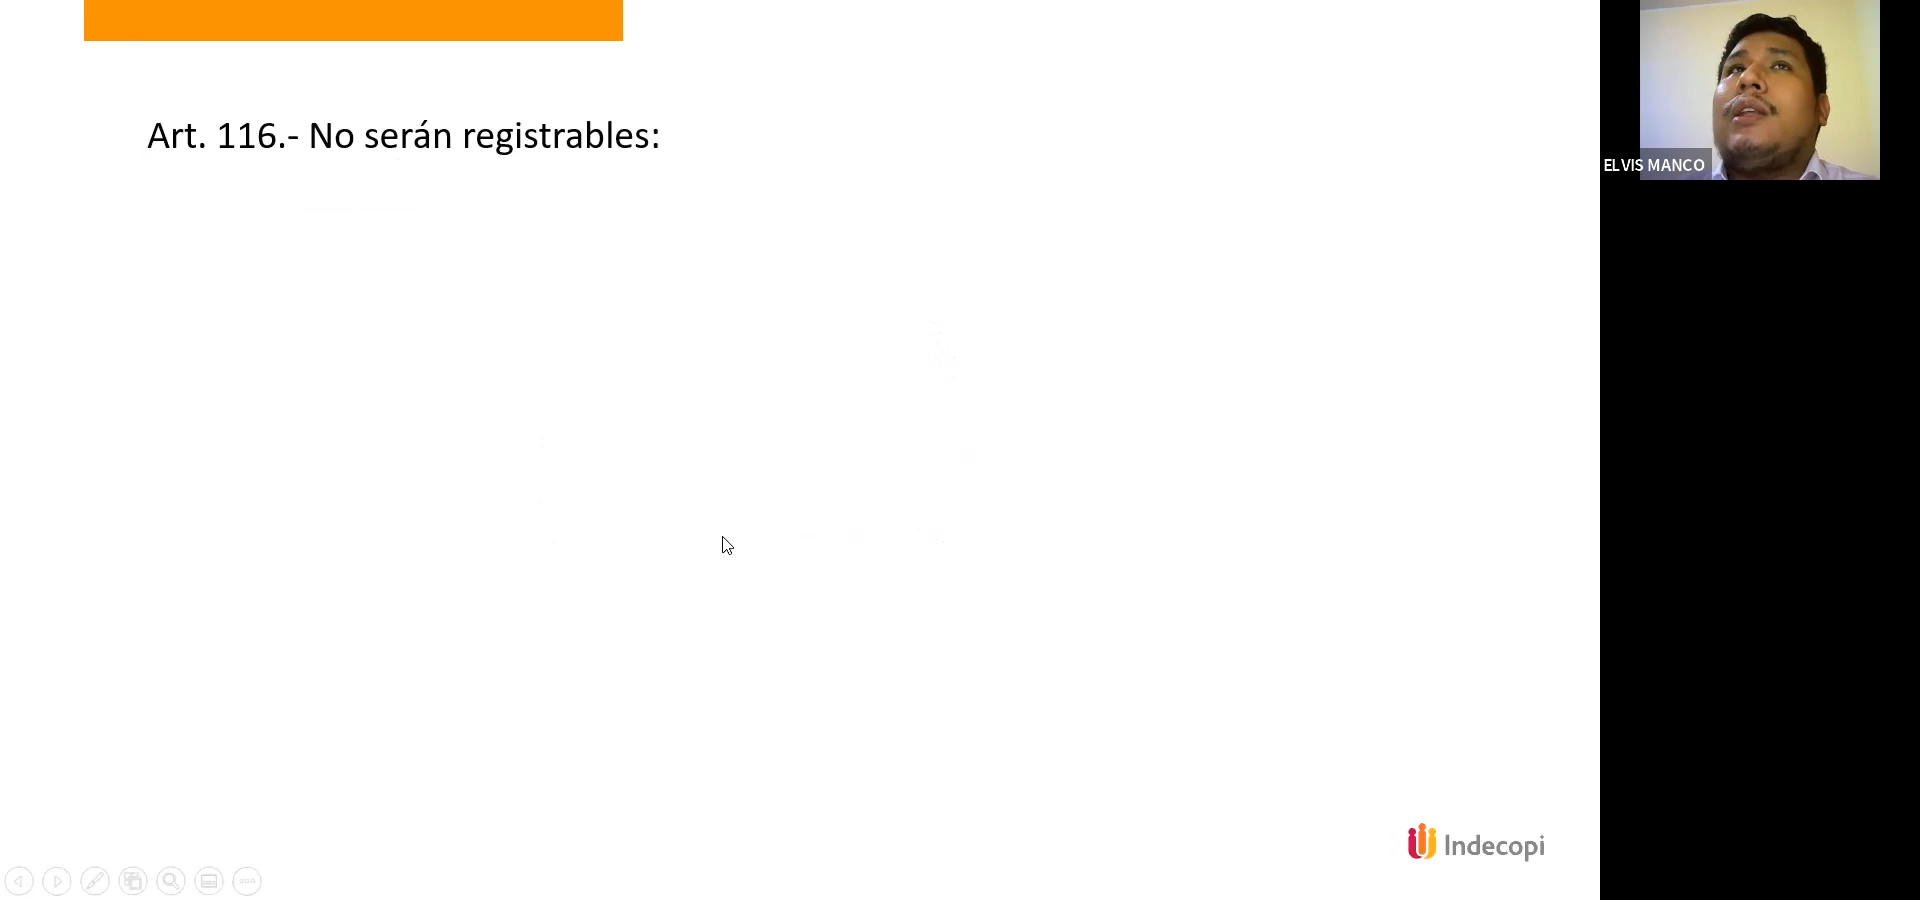 Art. 116.- No serán registrables:
ELVIS MANCO
Indecopi